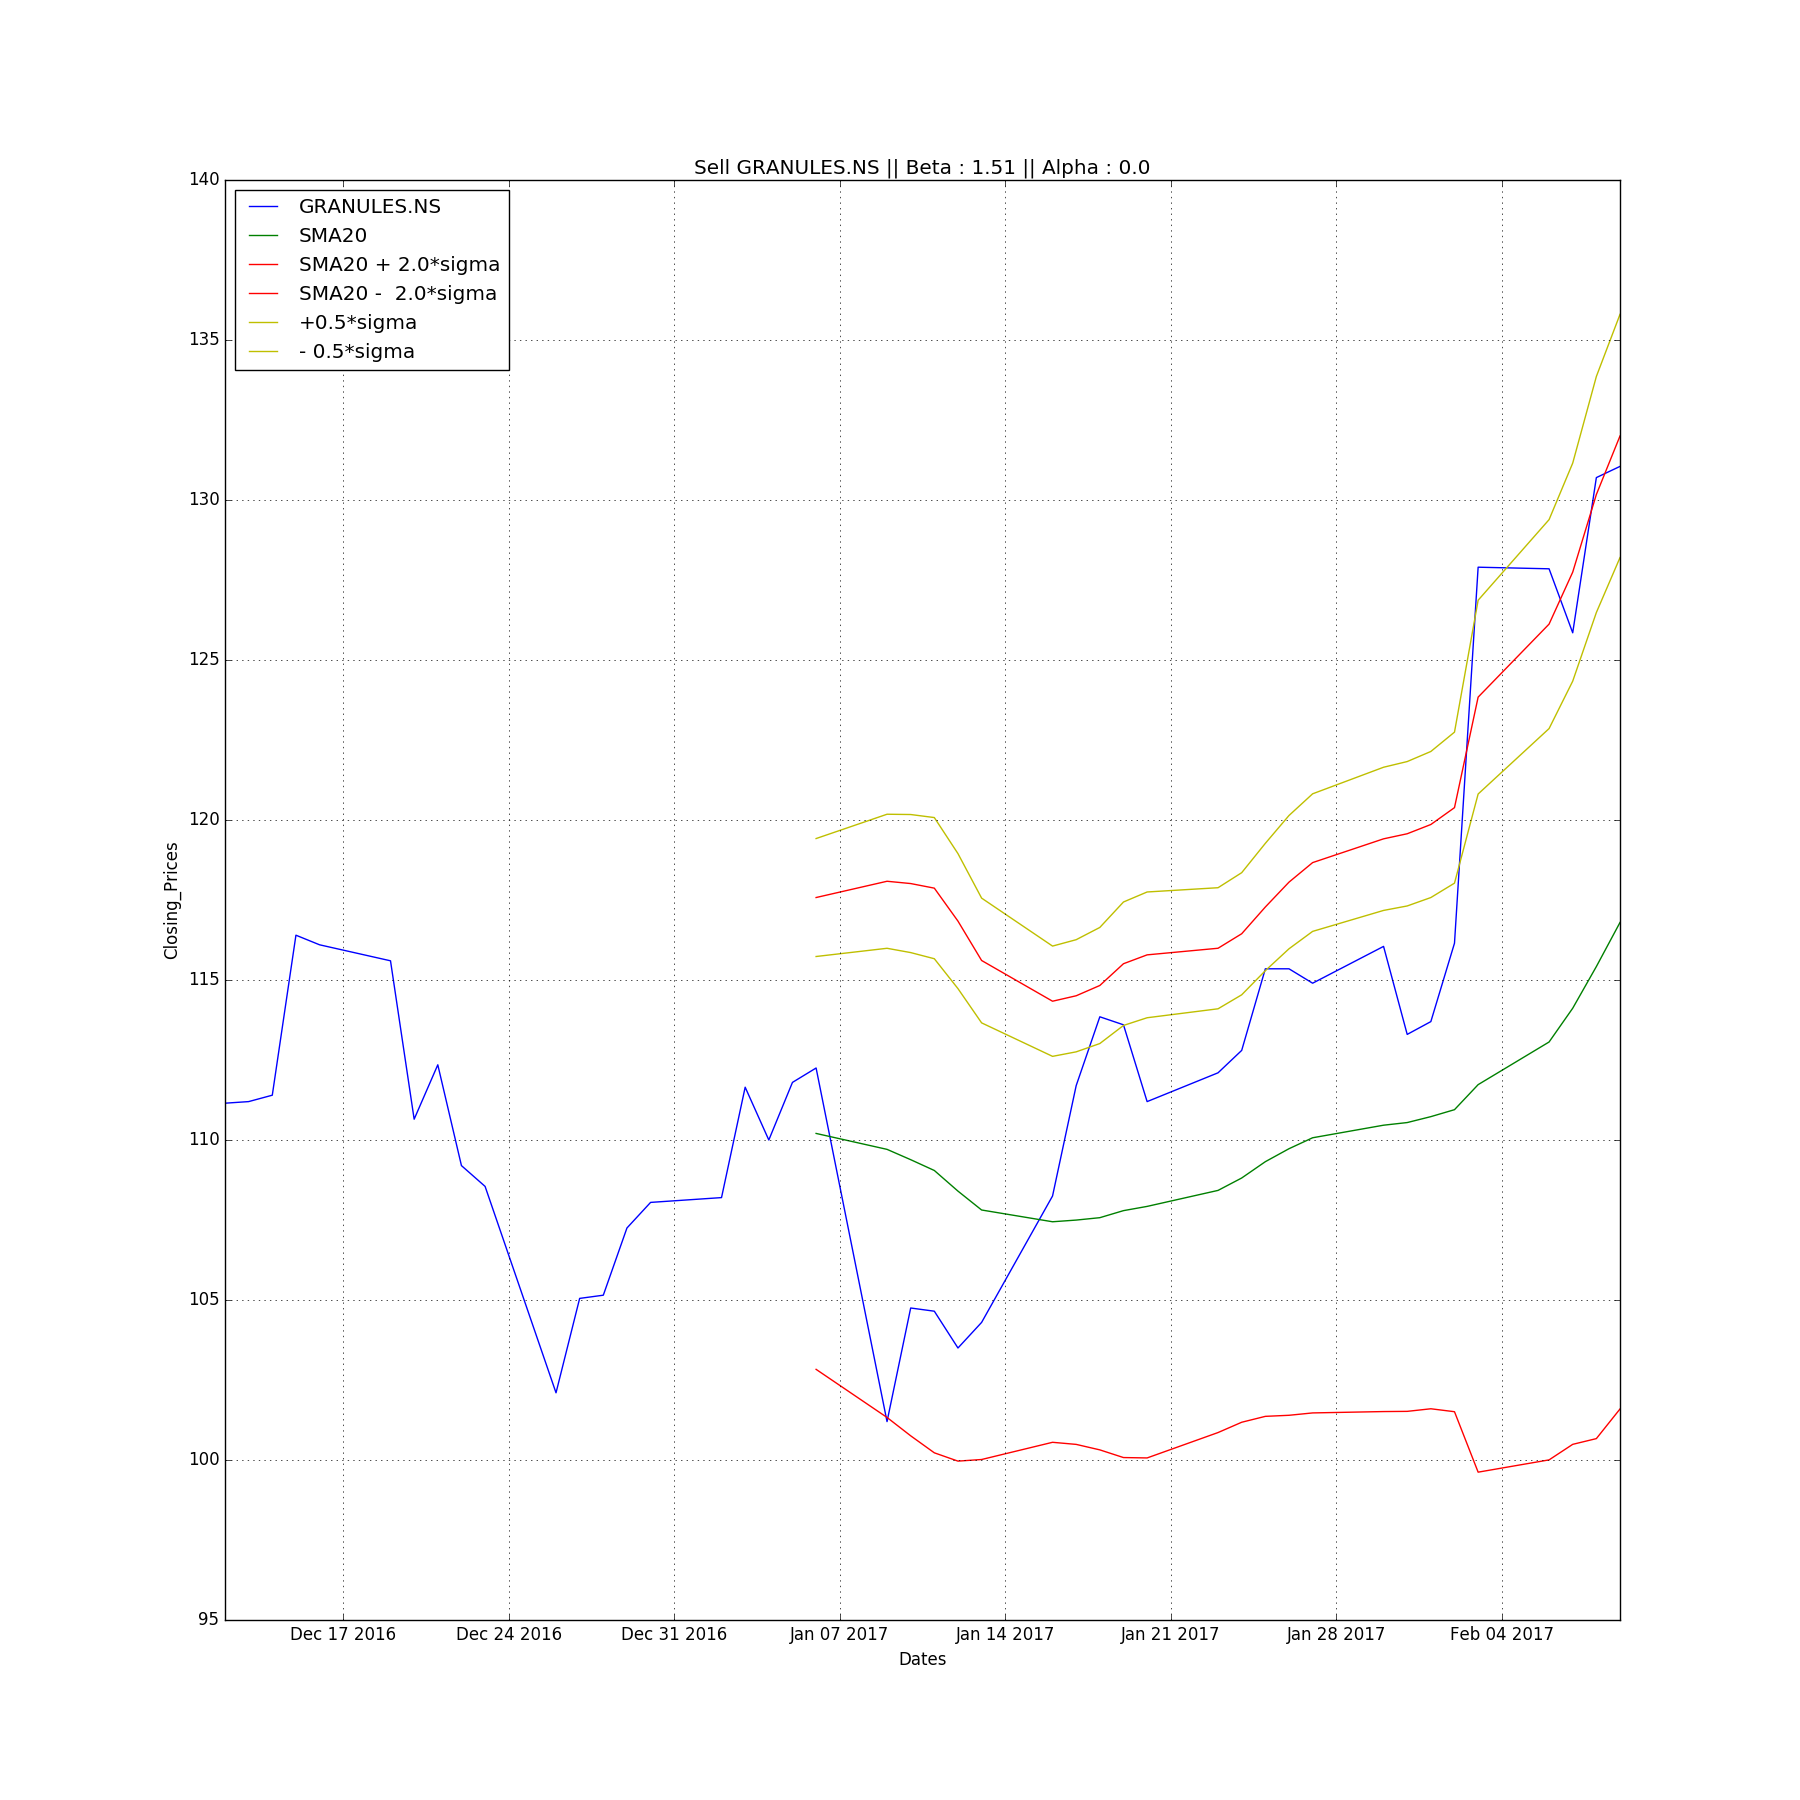 Sell GRANULES.NS || Beta : 1.51 || Alpha : 0.0
GRANULES.NS
SMA20
SMA20 + 2.0*sigma
SMA20 -  2.0*sigma
+0.5*sigma
- 0.5*sigma
140
135
130
125
120
115
110
105
100
95
Closing_Prices
Dec 17 2016 Dec 24 2016 Dec 31 2016 Jan 07 2017 Jan 14 2017 Jan 21 2017 Jan 28 2017 Feb 04 2017
Dates